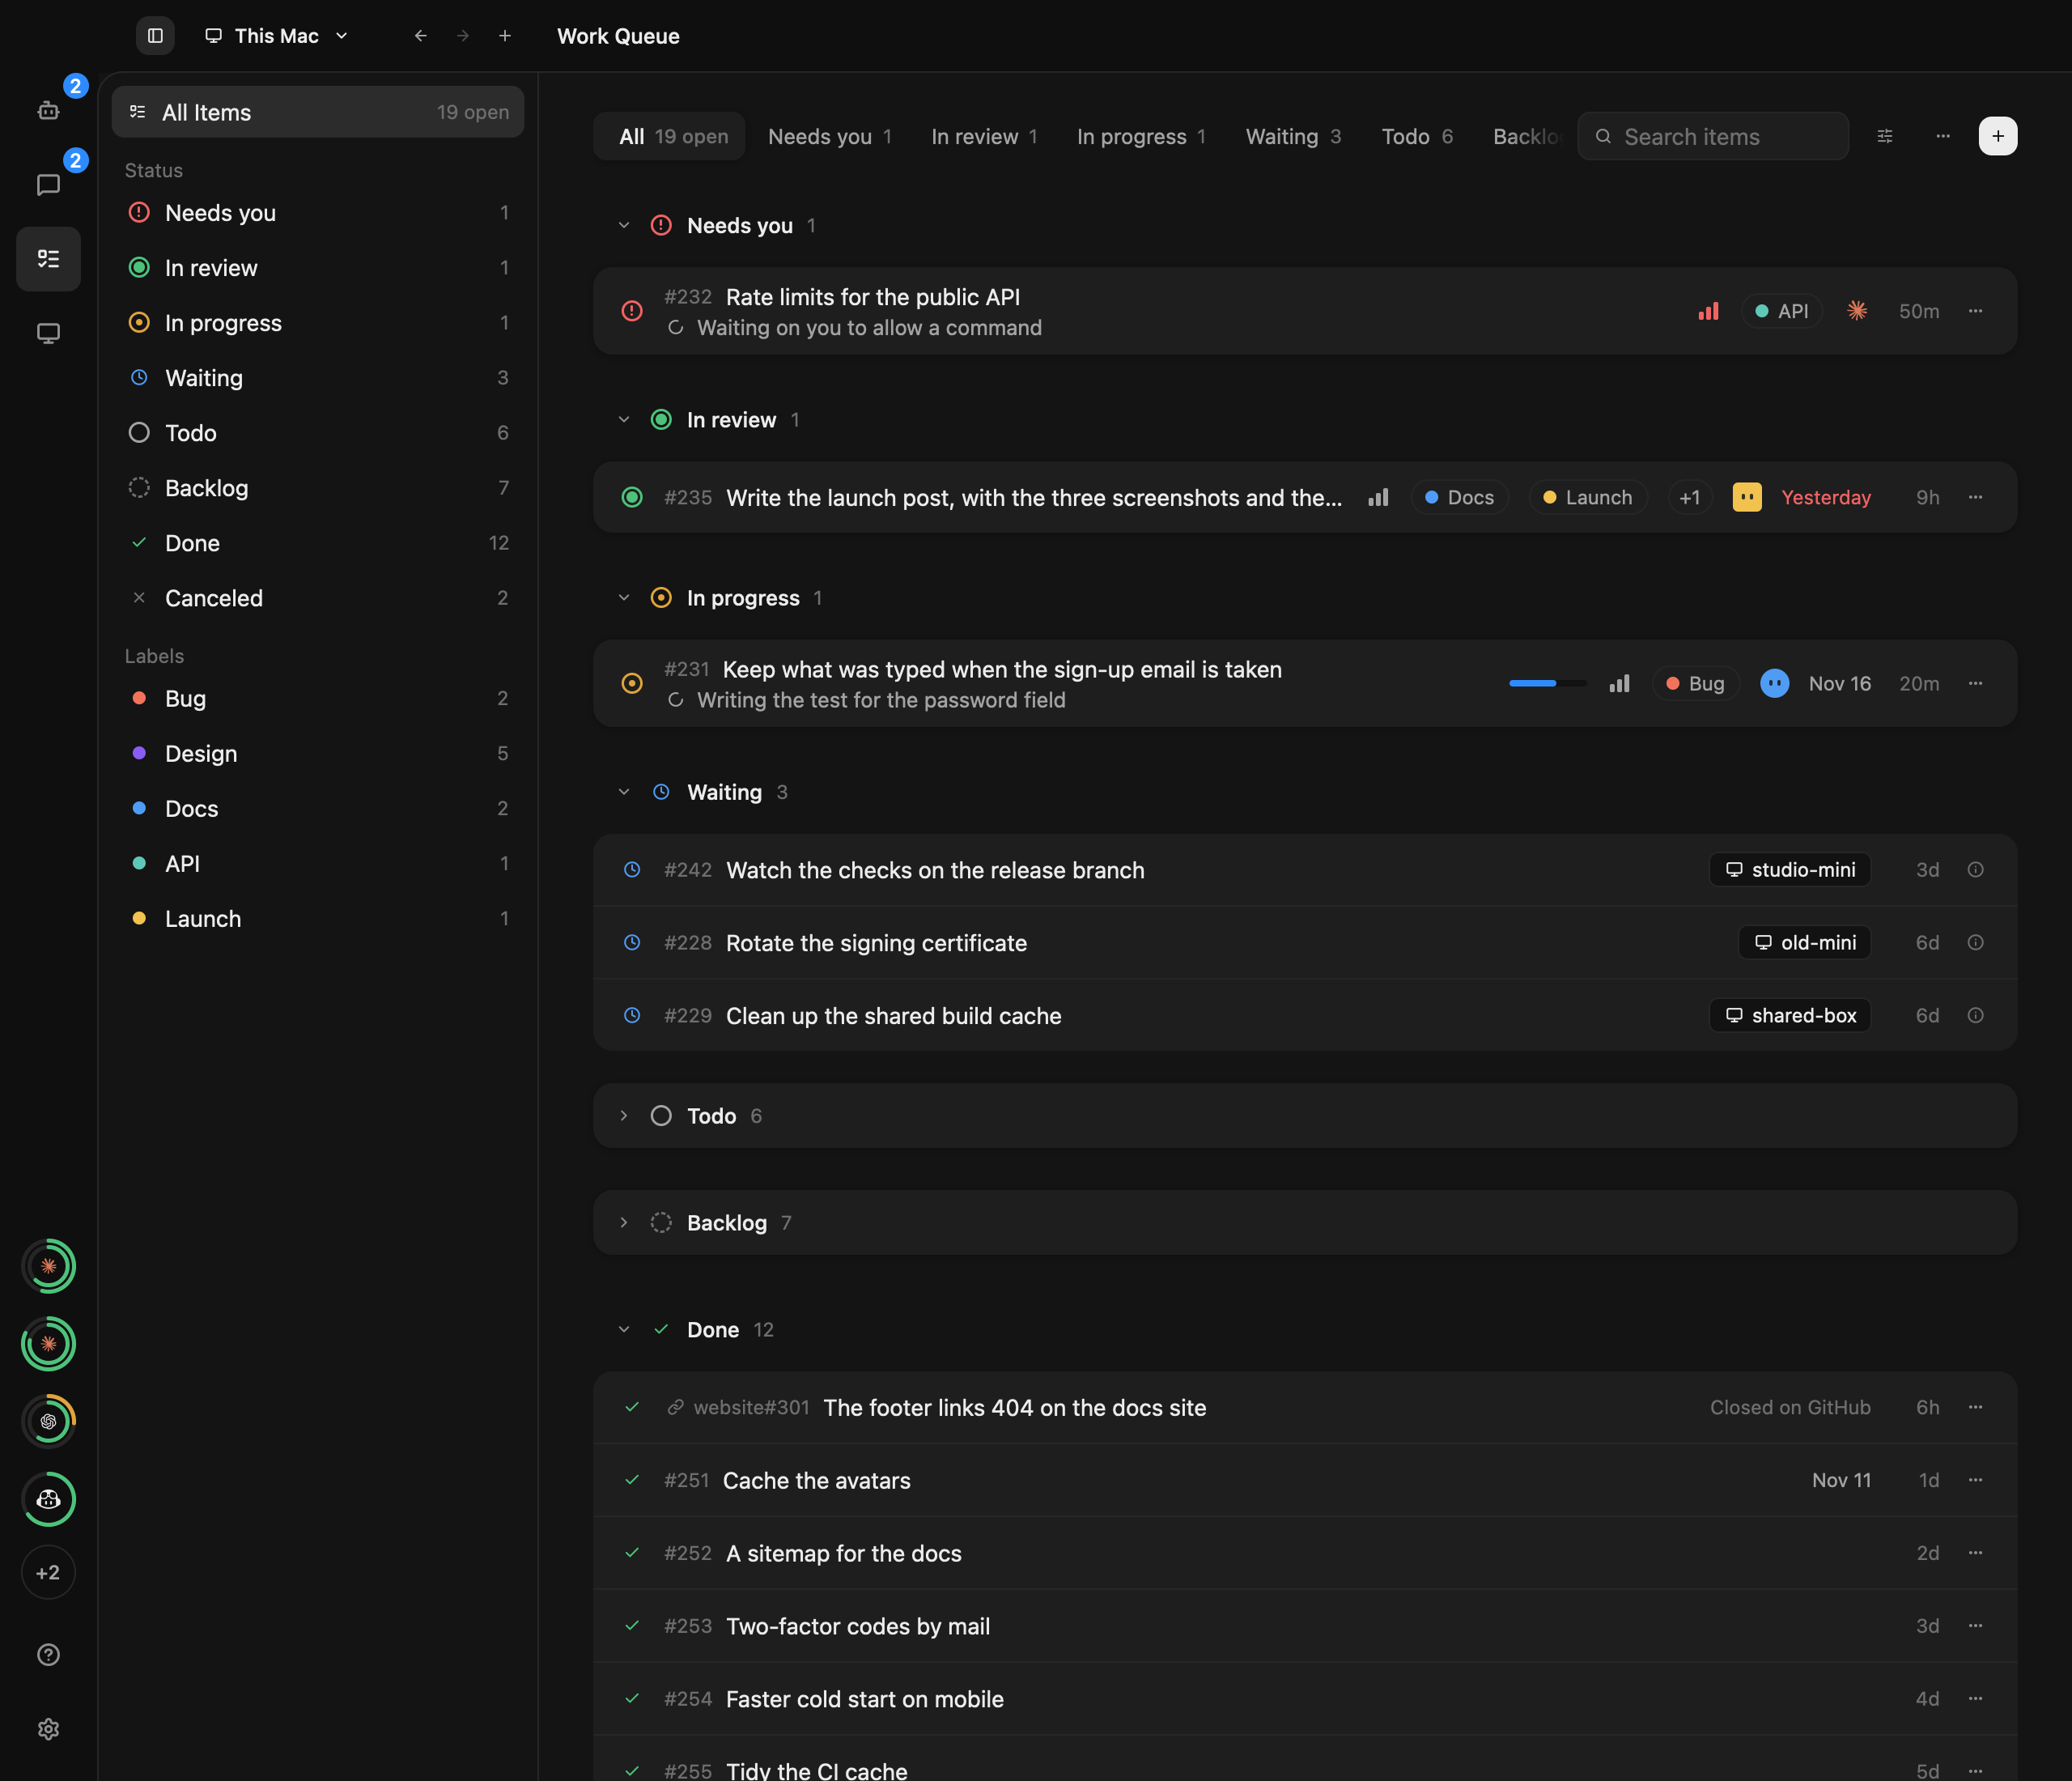 This Mac
Work Queue
2
2
All Items 19 open
Status
Needs you 1
In review 1
In progress 1
Waiting 3
Todo 6
Backlog 7
Done 12
Canceled 2
Labels
Bug 2
Design 5
Docs 2
API 1
Launch 1
+2
All 19 open Needs you 1 In review 1 In progress 1 Waiting 3 Todo 6 Backlo Search items
Needs you 1
#232 Rate limits for the public API
Waiting on you to allow a command
API 50m
In review 1
#235 Write the launch post, with the three screenshots and the... Docs Launch +1 Yesterday 9h
In progress 1
#231 Keep what was typed when the sign-up email is taken
Writing the test for the password field
Bug Nov 16 20m
Waiting 3
#242 Watch the checks on the release branch studio-mini 3d
#228 Rotate the signing certificate old-mini 6d
#229 Clean up the shared build cache shared-box 6d
Todo 6
Backlog 7
Done 12
website#301 The footer links 404 on the docs site Closed on GitHub 6h
#251 Cache the avatars Nov 11 1d
#252 A sitemap for the docs 2d
#253 Two-factor codes by mail 3d
#254 Faster cold start on mobile 4d
#255 Tidy the CI cache 5d